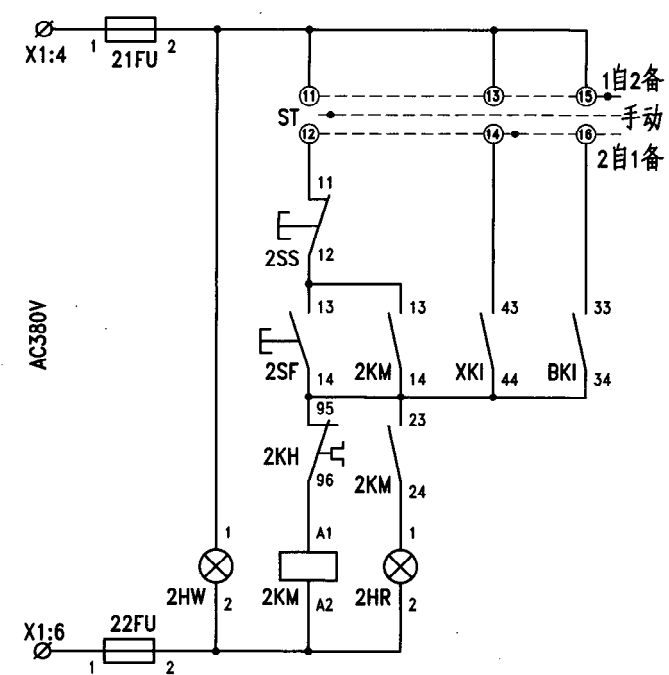 X1:4
1
21FU
2
11
13
15
1自2备
ST
手动
12
14
16
2自1备
11
2SS
12
AC380V
13
13
43
33
2SF
14
2KM
14
XKI
44
BKI
34
95
23
2KH
96
2KM
24
1
A1
1
2HW
2
2KM
A2
2HR
2
X1:6
1
22FU
2